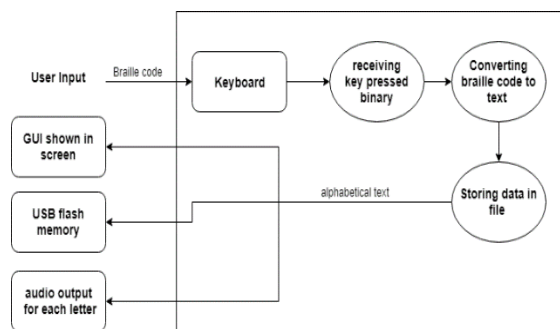 User Input
Braille code
Keyboard
receiving
key pressed
binary
Converting
braille code to
text
GUI shown in
screen
USB flash
memory
alphabetical text
Storing data in
file
audio output
for each letter